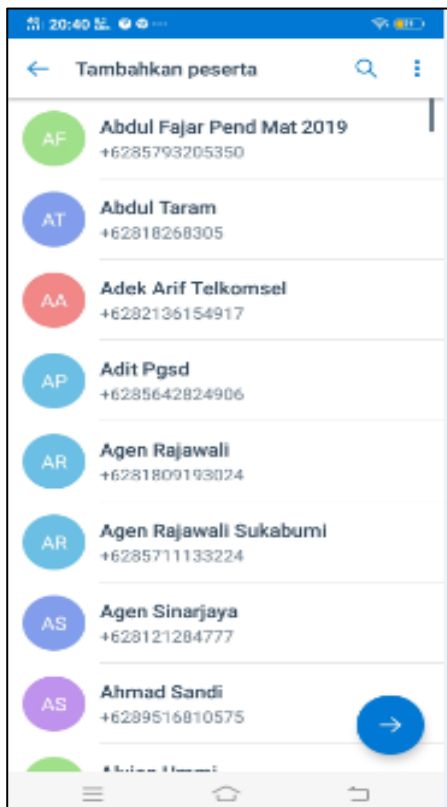 20:40
Tambahkan peserta
AF
Abdul Fajar Pend Mat 2019
+6285793205350
AT
Abdul Taram
+62818268305
AA
Adek Arif Telkomsel
+6282136154917
AP
Adit Pgsd
+6285642824906
AR
Agen Rajawali
+6281809193024
AR
Agen Rajawali Sukabumi
+6285711133224
AS
Agen Sinarjaya
+628121284777
AS
Ahmad Sandi
+6289516810575